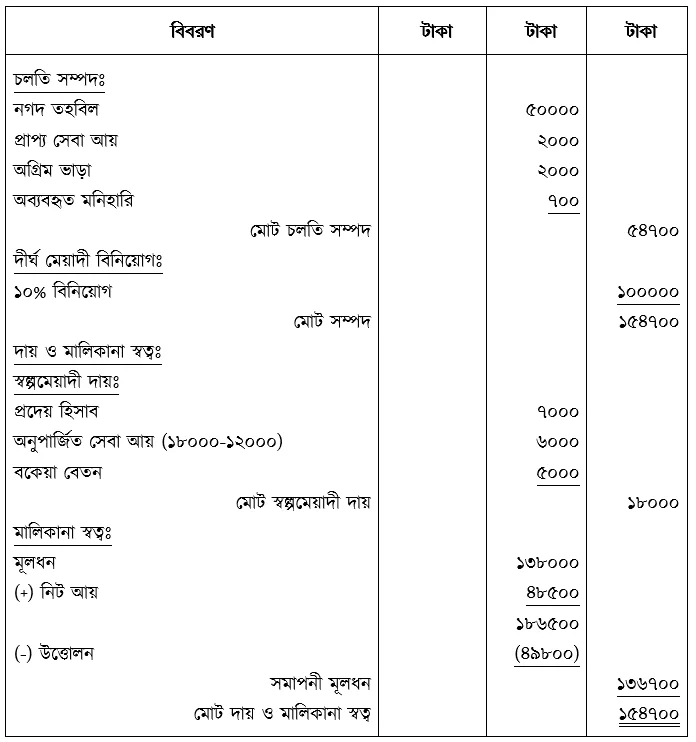 বিবরণ টাকা টাকা টাকা
চলতি সম্পদঃ
নগদ তহবিল ৫০০০০
প্রাপ্য সেবা আয় ২০০০
অগ্রিম ভাড়া ২০০০
অব্যবহৃত মনিহারি ৭০০
মোট চলতি সম্পদ ৫৪৭০০
দীর্ঘ মেয়াদী বিনিয়োগঃ
১০% বিনিয়োগ ১০০০০০
মোট সম্পদ ১৫৪৭০০
দায় ও মালিকানা স্বত্বঃ
স্বল্পমেয়াদী দায়ঃ
প্রদেয় হিসাব ৭০০০
অনুপার্জিত সেবা আয় (১৮০০০-১২০০০) ৬০০০
বকেয়া বেতন ৫০০০
মোট স্বল্পমেয়াদী দায় ১৮০০০
মালিকানা স্বত্বঃ
মূলধন ১৩৮০০০
(+) নিট আয় ৪৮৫০০
১৮৬৫০০
(-) উত্তোলন (৪৯৮০০)
সমাপনী মূলধন ১৩৬৭০০
মোট দায় ও মালিকানা স্বত্ব ১৫৪৭০০